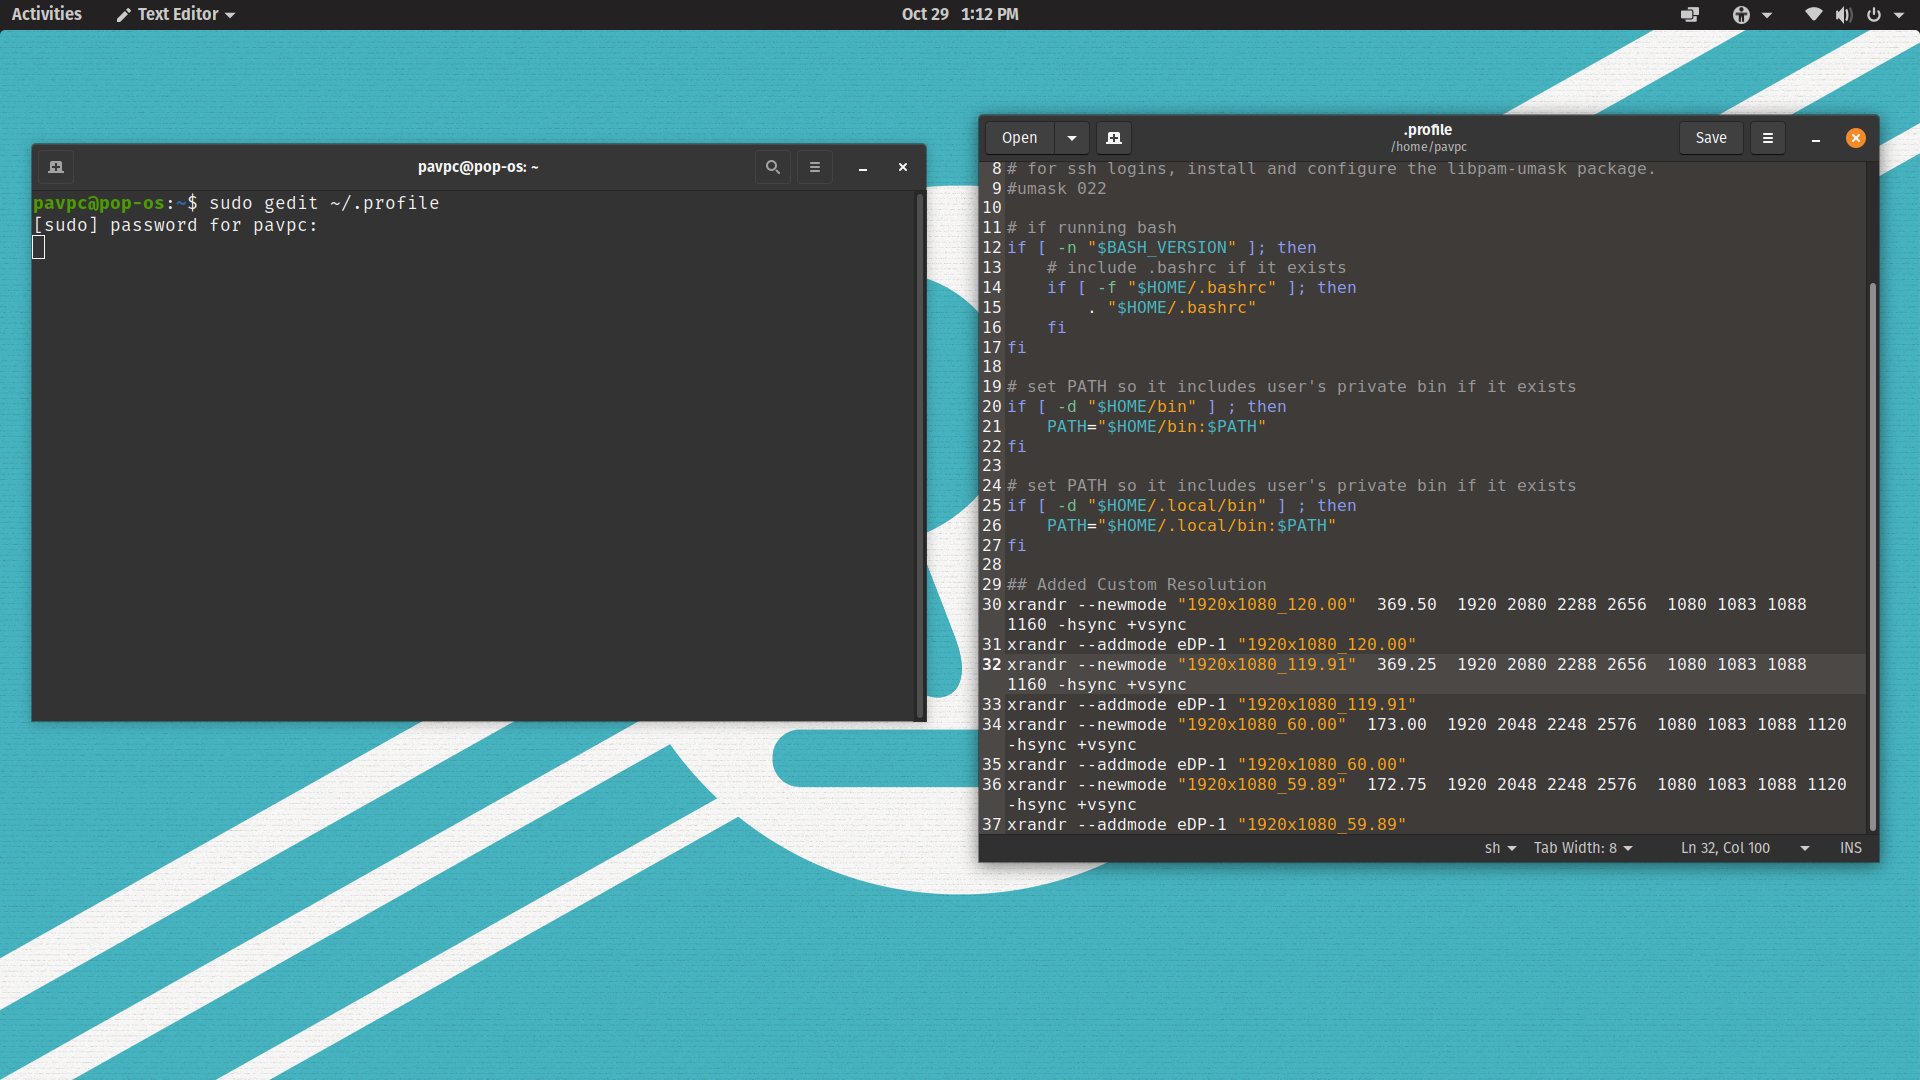 Activities
Text Editor
Oct 29 1:12 PM
pavpc@pop-os: ~
pavpc@pop-os:~$ sudo gedit ~/.profile
[sudo] password for pavpc:
Open
.profile
/home/pavpc
Save
8 # for ssh logins, install and configure the libpam-umask package.
9 #umask 022
10
11 # if running bash
12 if [ -n "$BASH_VERSION" ]; then
13     # include .bashrc if it exists
14     if [ -f "$HOME/.bashrc" ]; then
15         . "$HOME/.bashrc"
16     fi
17 fi
18
19 # set PATH so it includes user's private bin if it exists
20 if [ -d "$HOME/bin" ] ; then
21     PATH="$HOME/bin:$PATH"
22 fi
23
24 # set PATH so it includes user's private bin if it exists
25 if [ -d "$HOME/.local/bin" ] ; then
26     PATH="$HOME/.local/bin:$PATH"
27 fi
28
29 ## Added Custom Resolution
30 xrandr --newmode "1920x1080_120.00"  369.50  1920 2080 2288 2656  1080 1083 1088
1160 -hsync +vsync
31 xrandr --addmode eDP-1 "1920x1080_120.00"
32 xrandr --newmode "1920x1080_119.91"  369.25  1920 2080 2288 2656  1080 1083 1088
1160 -hsync +vsync
33 xrandr --addmode eDP-1 "1920x1080_119.91"
34 xrandr --newmode "1920x1080_60.00"  173.00  1920 2048 2248 2576  1080 1083 1088 1120
-hsync +vsync
35 xrandr --addmode eDP-1 "1920x1080_60.00"
36 xrandr --newmode "1920x1080_59.89"  172.75  1920 2048 2248 2576  1080 1083 1088 1120
-hsync +vsync
37 xrandr --addmode eDP-1 "1920x1080_59.89"
sh
Tab Width: 8
Ln 32, Col 100
INS